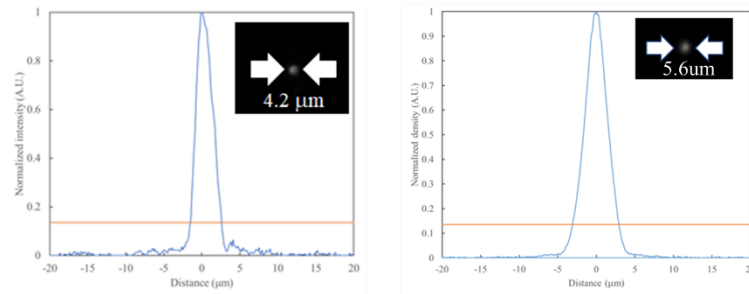 1
0.8
0.6
0.4
0.2
0
-20 -15 -10 -5 0 5 10 15 20
Normalized intensity (A.U.)
Distance (μm)
4.2 μm
1
0.9
0.8
0.7
0.6
0.5
0.4
0.3
0.2
0.1
0
-20 -15 -10 -5 0 5 10 15 20
Normalized density (A.U.)
Distance (μm)
5.6um